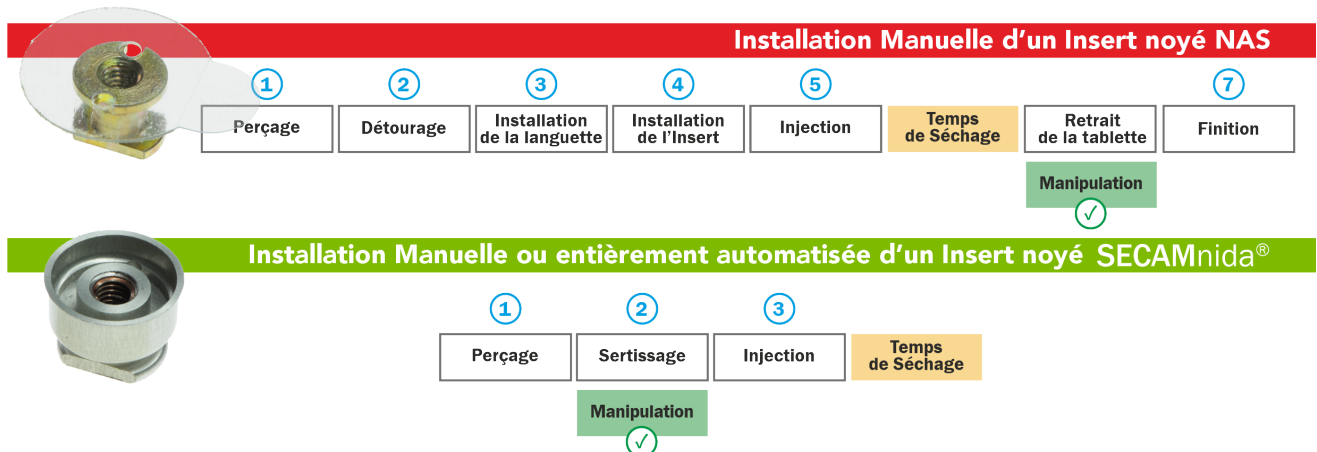 Installation Manuelle d'un Insert noyé NAS
1
2
3
4
5
7
Perçage
Détourage
Installation
de la languette
Installation
de l'Insert
Injection
Temps
de Séchage
Retrait
de la tablette
Finition
Manipulation
✓
Installation Manuelle ou entièrement automatisée d'un Insert noyé SECAMnida®
1
2
3
Perçage
Sertissage
Injection
Temps
de Séchage
Manipulation
✓